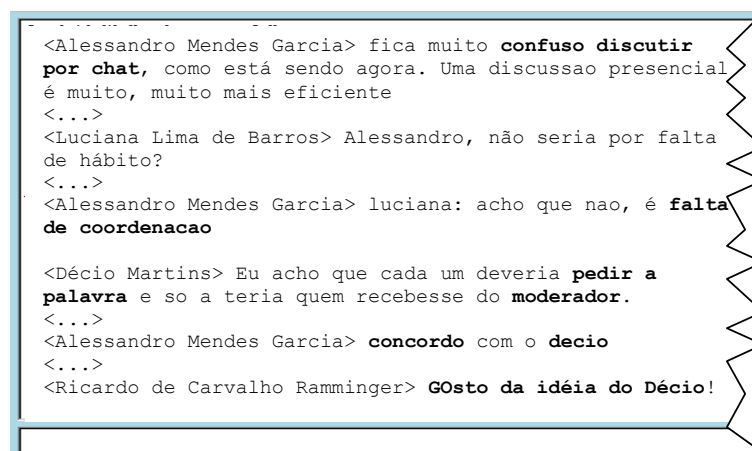 <Alessandro Mendes Garcia> fica muito confuso discutir
por chat, como está sendo agora. Uma discussao presencial
é muito, muito mais eficiente
<...>
<Luciana Lima de Barros> Alessandro, não seria por falta
de hábito?
<...>
<Alessandro Mendes Garcia> luciana: acho que nao, é falta
de coordenacao
<Décio Martins> Eu acho que cada um deveria pedir a
palavra e so a teria quem recebesse do moderador.
<...>
<Alessandro Mendes Garcia> concordo com o decio
<...>
<Ricardo de Carvalho Ramminger> GOsto da idéia do Décio!